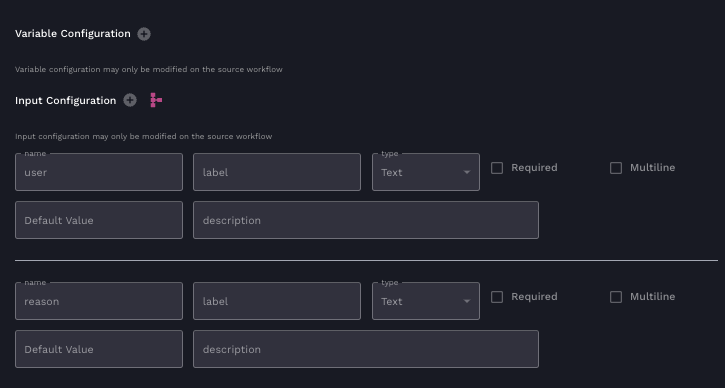 Variable Configuration
Variable configuration may only be modified on the source workflow
Input Configuration
Input configuration may only be modified on the source workflow
name type
user label Text Required Multiline
Default Value description
name type
reason label Text Required Multiline
Default Value description